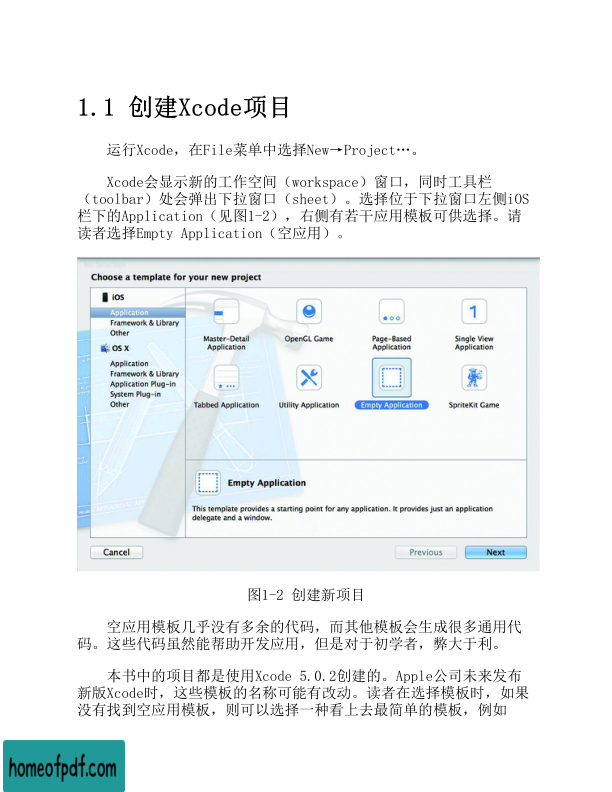 1.1 创建Xcode项目
运行Xcode，在File菜单中选择New→Project…。
Xcode会显示新的工作空间（workspace）窗口，同时工具栏
（toolbar）处会弹出下拉窗口（sheet）。选择位于下拉窗口左侧iOS
栏下的Application（见图1-2），右侧有若干应用模板可供选择。请
读者选择Empty Application（空应用）。
Choose a template for your new project
iOS
Application
Framework & Library
Other
OS X
Application
Framework & Library
Application Plug-in
System Plug-in
Other
Master-Detail
Application
OpenGL Game
Page-Based
Application
1
Single View
Application
Tabbed Application
Utility Application
Empty Application
SpriteKit Game
Empty Application
This template provides a starting point for any application. It provides just an application
delegate and a window.
Cancel
Previous
Next
图1-2 创建新项目
空应用模板几乎没有多余的代码，而其他模板会生成很多通用代
码。这些代码虽然能帮助开发应用，但是对于初学者，弊大于利。
本书中的项目都是使用Xcode 5.0.2创建的。Apple公司未来发布
新版Xcode时，这些模板的名称可能有改动。读者在选择模板时，如果
没有找到空应用模板，则可以选择一种看上去最简单的模板，例如
homeofpdf.com